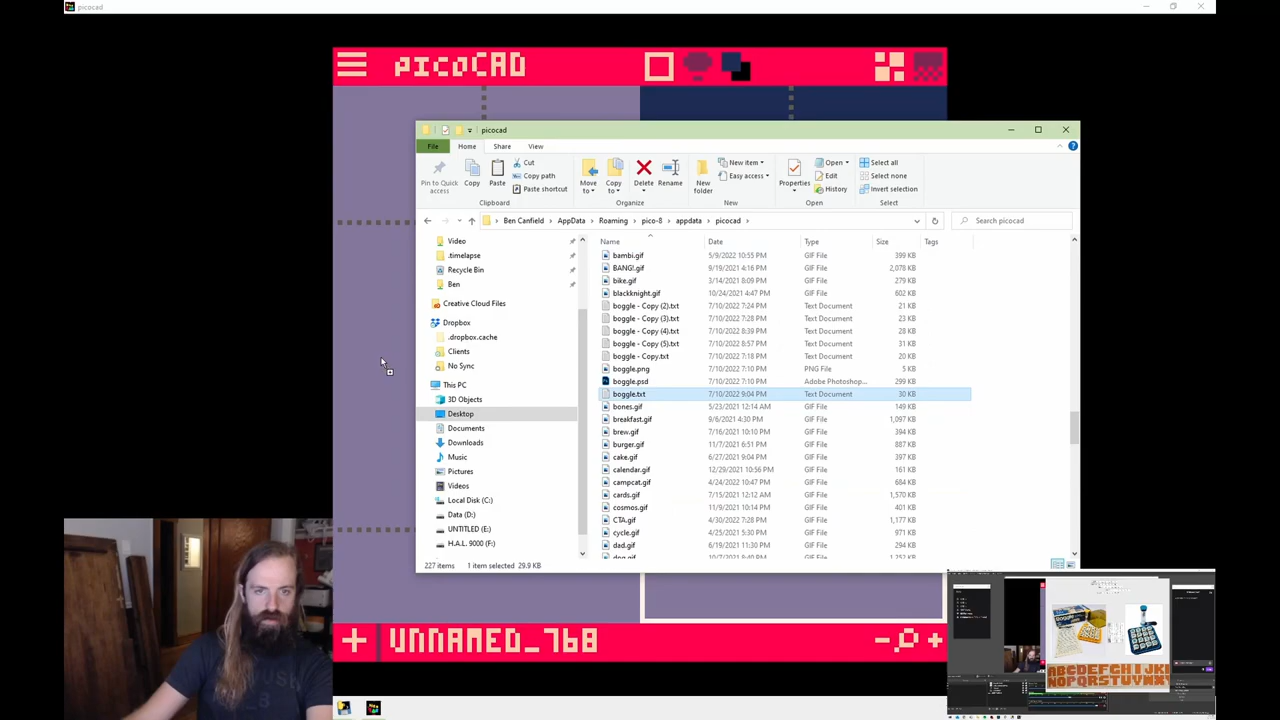 picocad
picoCAD
picocad
File Home Share View
Pin to Quick access Copy Paste Cut Copy path Paste shortcut Move to Copy to Delete Rename New folder New item Easy access Properties Open Edit History Select all Select none Invert selection
Clipboard Organize New Open Select
Ben Canfield AppData Roaming pico-8 appdata picocad Search picocad
Name Date Type Size Tags
Video
.timelapse
Recycle Bin
Ben
Creative Cloud Files
Dropbox
.dropbox.cache
Clients
No Sync
This PC
3D Objects
Desktop
Documents
Downloads
Music
Pictures
Videos
Local Disk (C:)
Data (D:)
UNTITLED (E:)
H.A.L. 9000 (F:)
bambi.gif 5/9/2022 10:55 PM GIF File 399 KB
BANG!.gif 9/19/2021 4:16 PM GIF File 2,078 KB
bike.gif 3/14/2021 8:09 PM GIF File 279 KB
blackknight.gif 10/24/2021 4:47 PM GIF File 602 KB
boggle - Copy (2).txt 7/10/2022 7:24 PM Text Document 21 KB
boggle - Copy (3).txt 7/10/2022 7:28 PM Text Document 23 KB
boggle - Copy (4).txt 7/10/2022 8:39 PM Text Document 28 KB
boggle - Copy (5).txt 7/10/2022 8:57 PM Text Document 31 KB
boggle - Copy.txt 7/10/2022 7:18 PM Text Document 20 KB
boggle.png 7/10/2022 7:10 PM PNG File 5 KB
boggle.psd 7/10/2022 7:10 PM Adobe Photoshop... 299 KB
boggle.txt 7/10/2022 9:04 PM Text Document 30 KB
bones.gif 5/23/2021 12:14 AM GIF File 149 KB
breakfast.gif 9/6/2021 4:30 PM GIF File 1,097 KB
brew.gif 7/16/2021 10:10 PM GIF File 394 KB
burger.gif 11/7/2021 6:51 PM GIF File 887 KB
cake.gif 6/27/2021 9:04 PM GIF File 397 KB
calendar.gif 12/29/2021 10:56 PM GIF File 161 KB
campcat.gif 4/24/2022 10:47 PM GIF File 684 KB
cards.gif 7/15/2021 12:12 AM GIF File 1,570 KB
cosmos.gif 11/9/2021 10:14 PM GIF File 401 KB
CTA.gif 4/30/2022 7:28 PM GIF File 1,177 KB
cycle.gif 4/25/2021 5:30 PM GIF File 971 KB
dad.gif 6/19/2021 11:30 PM GIF File 294 KB
227 items 1 item selected 29.9 KB
+ UNNAMED_768 - +
Boggle
ABCDEFGHIJK
NOPQRSTUVWX